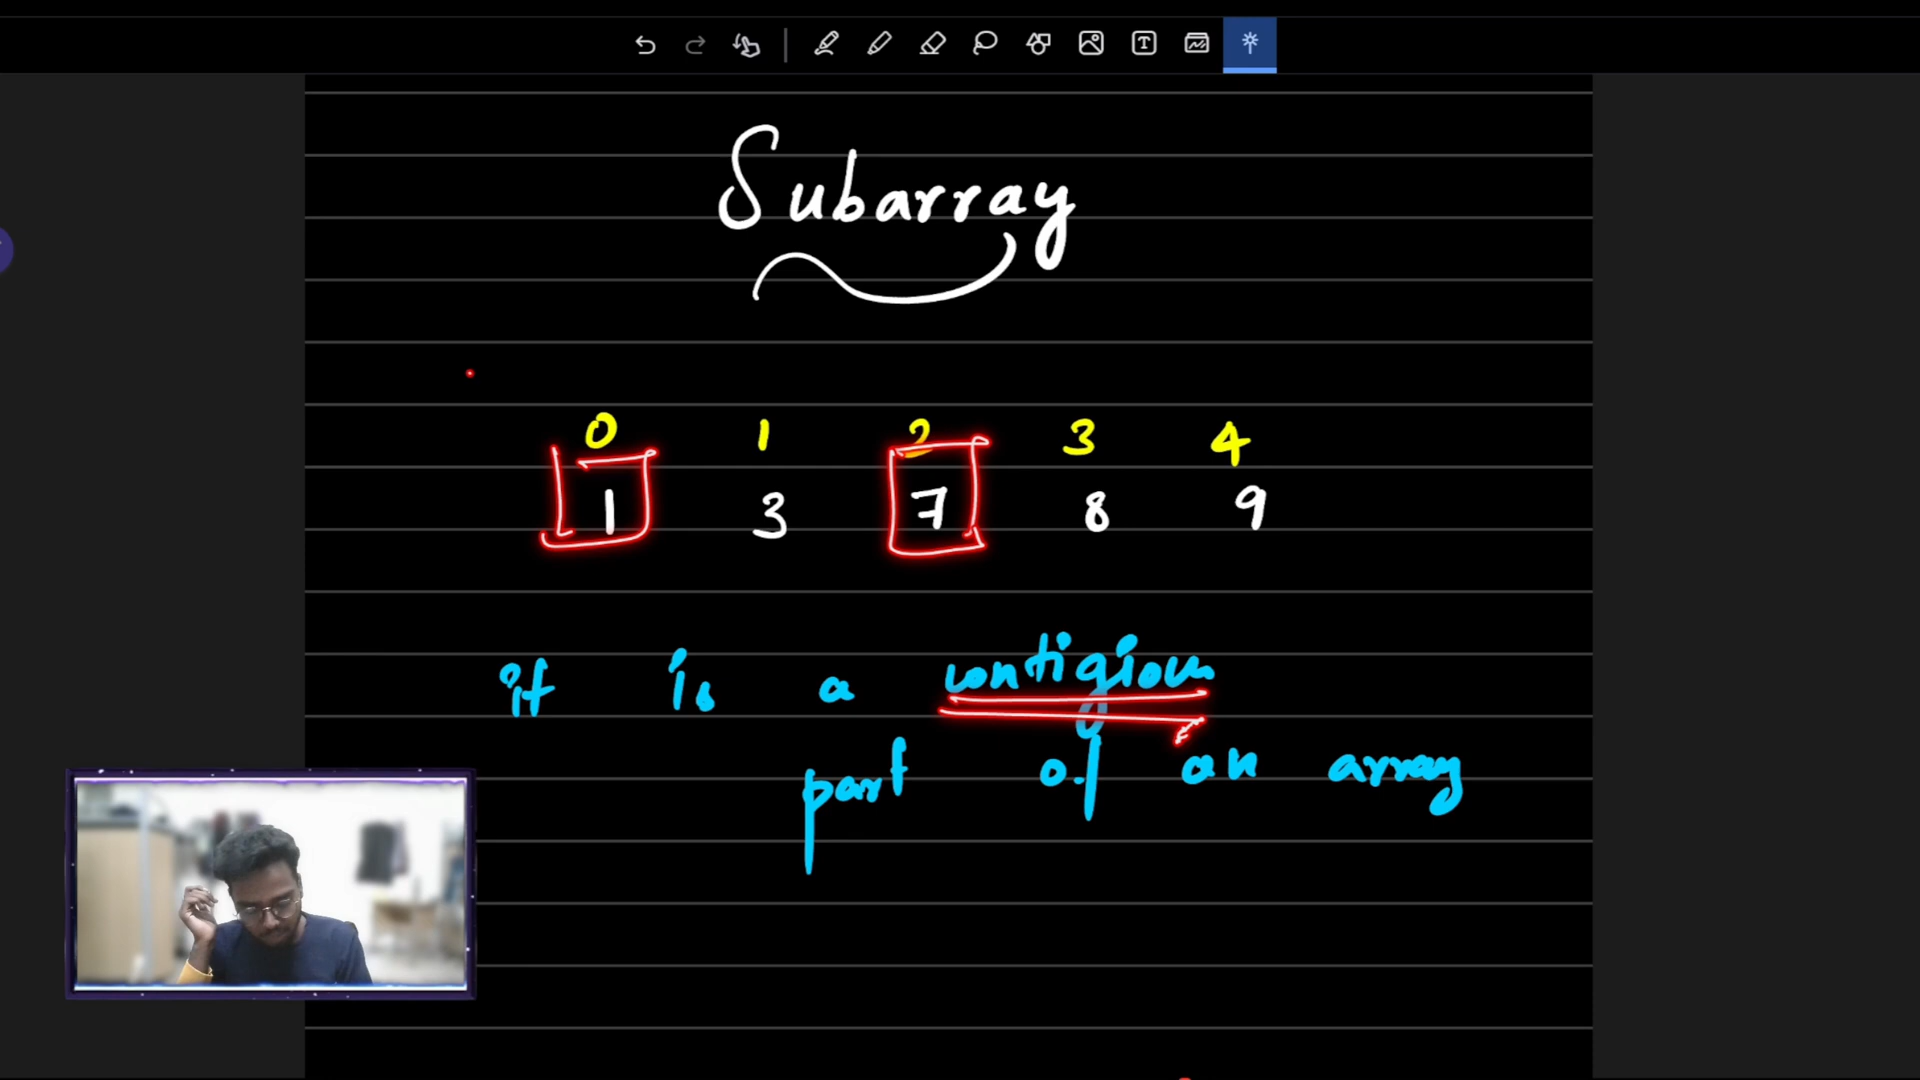 Subarray
0 1 2 3 4
1 3 7 8 9
it is a contigious
part of an array